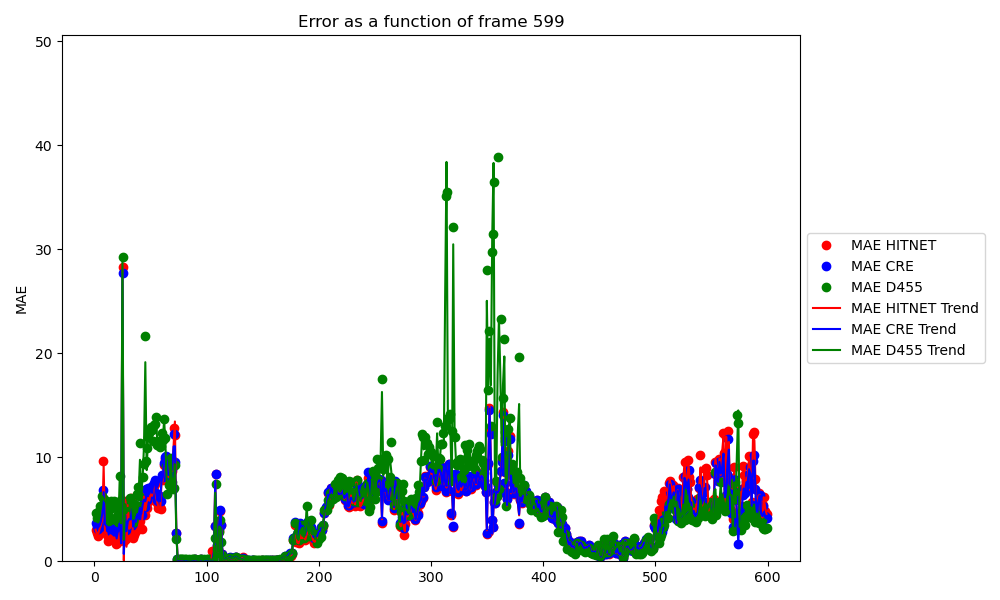 Error as a function of frame 599
50
40
30
20
10
0
MAE
0 100 200 300 400 500 600
MAE HITNET
MAE CRE
MAE D455
MAE HITNET Trend
MAE CRE Trend
MAE D455 Trend